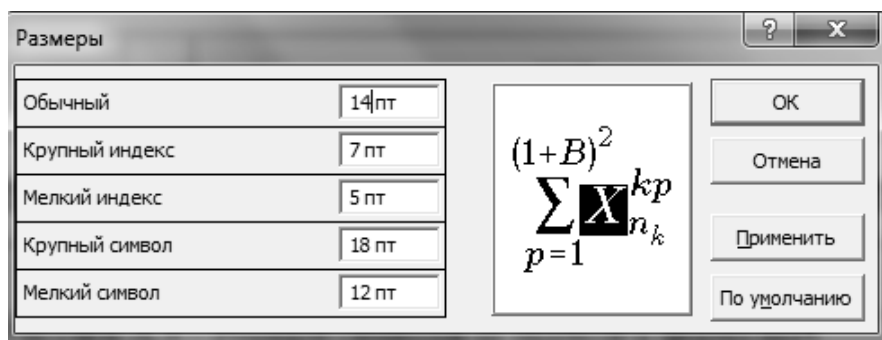 Размеры
Обычный 14 пт
Крупный индекс 7 пт
Мелкий индекс 5 пт
Крупный символ 18 пт
Мелкий символ 12 пт
(1+B)²
∑ X kp n k
p=1
ОК
Отмена
Применить
По умолчанию